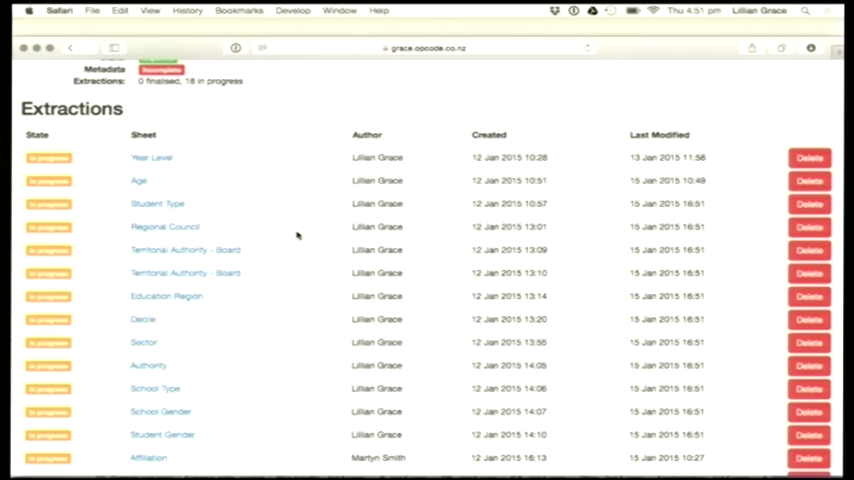 Safari File Edit View History Bookmarks Develop Window Help Thu 4:51 pm Lillian Grace
grace.opcode.co.nz
Metadata Incomplete
Extractions: 0 finalised, 18 in progress
Extractions
State Sheet Author Created Last Modified
In progress Year Level Lillian Grace 12 Jan 2015 10:28 13 Jan 2015 11:58 Delete
In progress Age Lillian Grace 12 Jan 2015 10:51 15 Jan 2015 10:49 Delete
In progress Student Type Lillian Grace 12 Jan 2015 10:57 15 Jan 2015 16:51 Delete
In progress Regional Council Lillian Grace 12 Jan 2015 13:01 15 Jan 2015 16:51 Delete
In progress Territorial Authority - Board Lillian Grace 12 Jan 2015 13:09 15 Jan 2015 16:51 Delete
In progress Territorial Authority - Board Lillian Grace 12 Jan 2015 13:10 15 Jan 2015 16:51 Delete
In progress Education Region Lillian Grace 12 Jan 2015 13:14 15 Jan 2015 16:51 Delete
In progress Decile Lillian Grace 12 Jan 2015 13:20 15 Jan 2015 16:51 Delete
In progress Sector Lillian Grace 12 Jan 2015 13:55 15 Jan 2015 16:51 Delete
In progress Authority Lillian Grace 12 Jan 2015 14:05 15 Jan 2015 16:51 Delete
In progress School Type Lillian Grace 12 Jan 2015 14:06 15 Jan 2015 16:51 Delete
In progress School Gender Lillian Grace 12 Jan 2015 14:07 15 Jan 2015 16:51 Delete
In progress Student Gender Lillian Grace 12 Jan 2015 14:10 15 Jan 2015 16:51 Delete
In progress Affiliation Martyn Smith 12 Jan 2015 16:13 15 Jan 2015 10:27 Delete